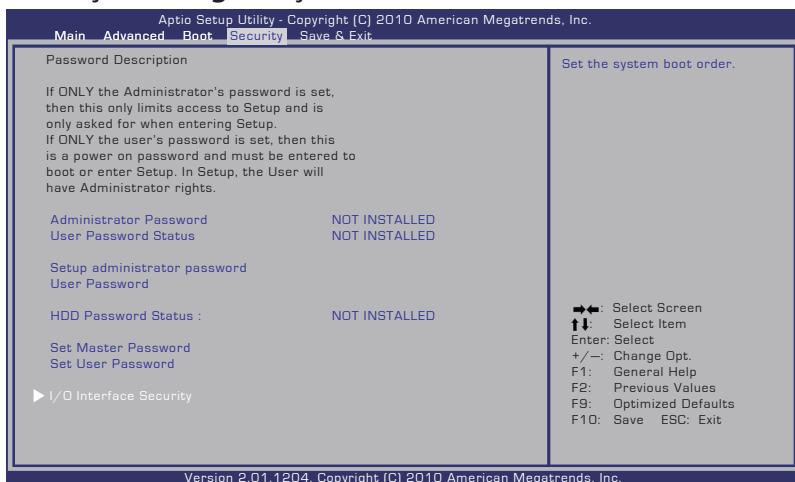 Aptio Setup Utility - Copyright (C) 2010 American Megatrends, Inc.
Main Advanced Boot Security Save & Exit
Password Description
If ONLY the Administrator's password is set,
then this only limits access to Setup and is
only asked for when entering Setup.
If ONLY the user's password is set, then this
is a power on password and must be entered to
boot or enter Setup. In Setup, the User will
have Administrator rights.
Administrator Password NOT INSTALLED
User Password Status NOT INSTALLED
Setup administrator password
User Password
HDD Password Status : NOT INSTALLED
Set Master Password
Set User Password
I/O Interface Security
Set the system boot order.
→←: Select Screen
↑↓: Select Item
Enter: Select
+/—: Change Opt.
F1: General Help
F2: Previous Values
F9: Optimized Defaults
F10: Save ESC: Exit
Version 2.01.1204. Copyright (C) 2010 American Megatrends, Inc.